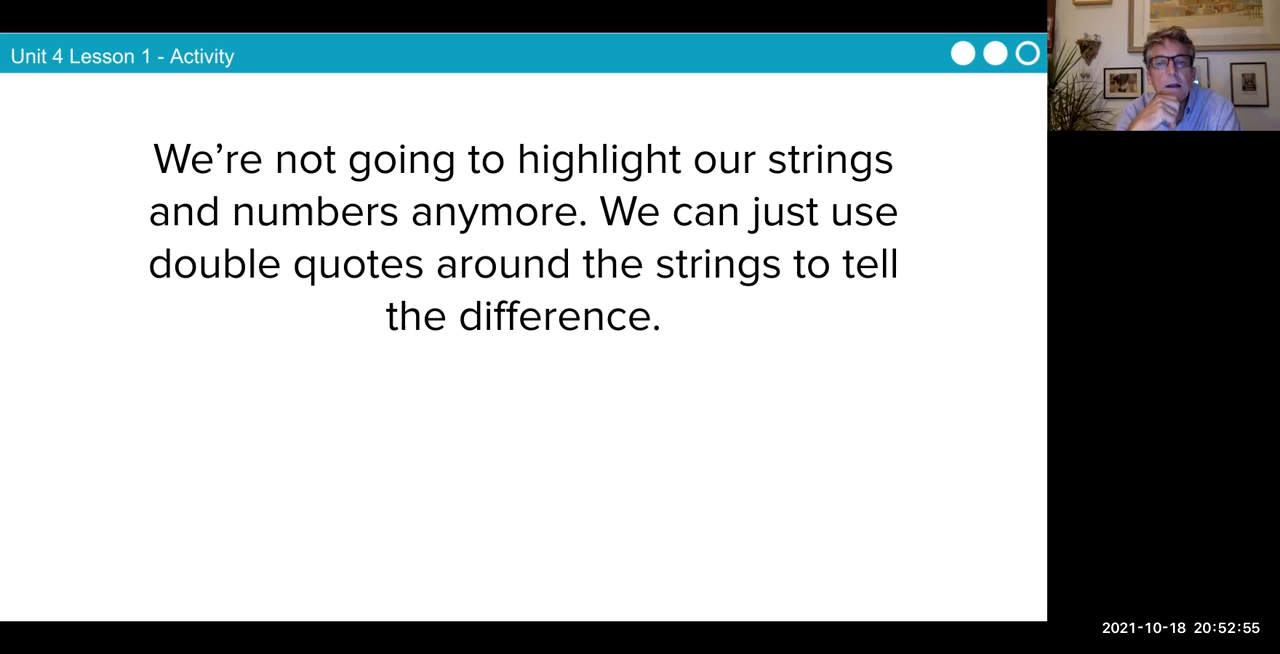 Unit 4 Lesson 1 - Activity
We’re not going to highlight our strings
and numbers anymore. We can just use
double quotes around the strings to tell
the difference.
2021-10-18 20:52:55